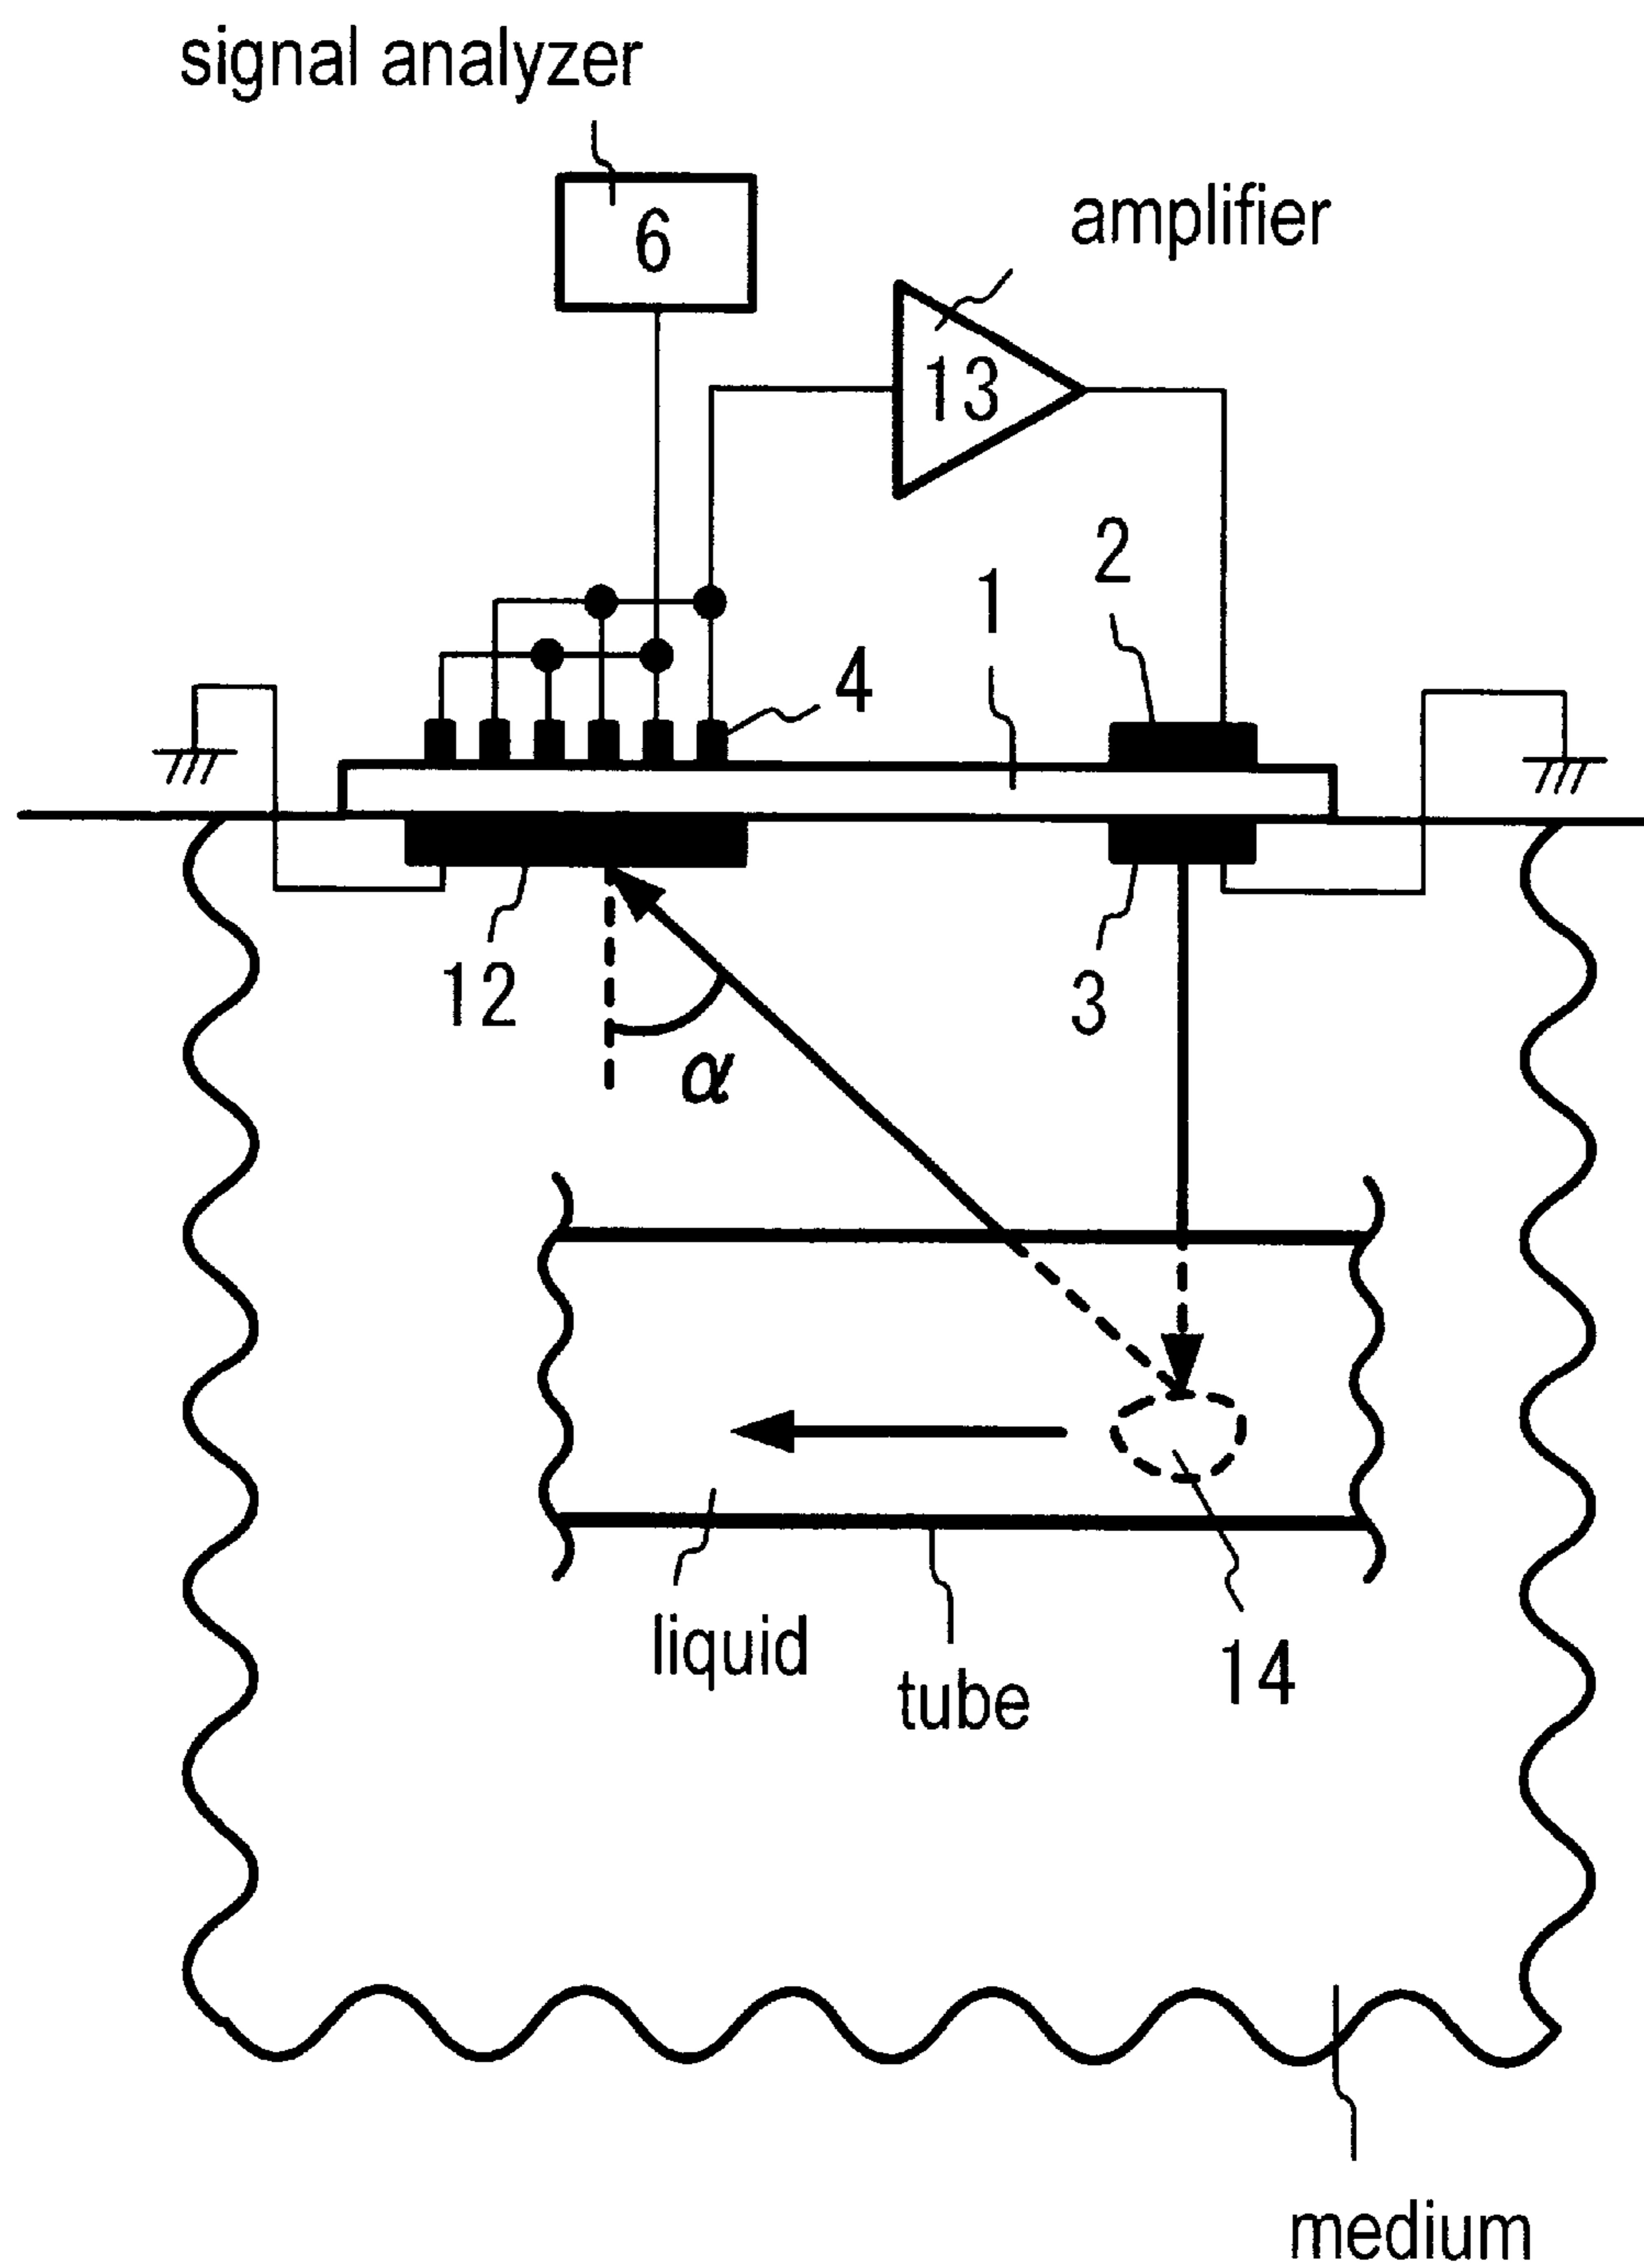 signal analyzer
6
amplifier
13
2
1
4
12
3
α
liquid
tube
14
medium